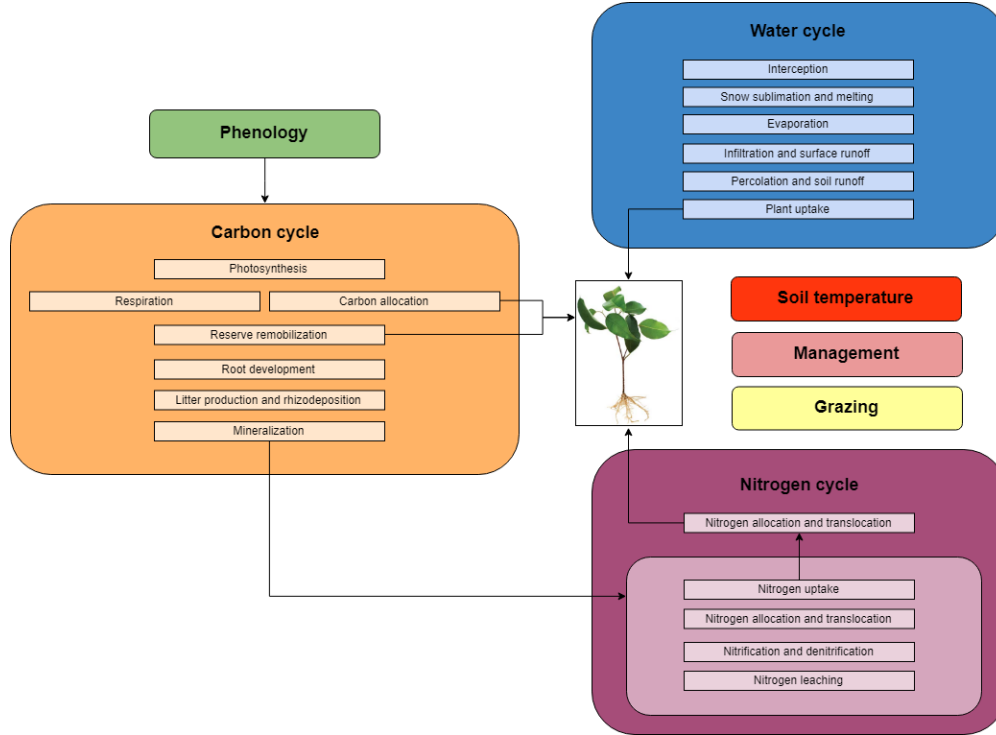 Phenology
Carbon cycle
Photosynthesis
Respiration
Carbon allocation
Reserve remobilization
Root development
Litter production and rhizodeposition
Mineralization
Water cycle
Interception
Snow sublimation and melting
Evaporation
Infiltration and surface runoff
Percolation and soil runoff
Plant uptake
Soil temperature
Management
Grazing
Nitrogen cycle
Nitrogen allocation and translocation
Nitrogen uptake
Nitrogen allocation and translocation
Nitrification and denitrification
Nitrogen leaching